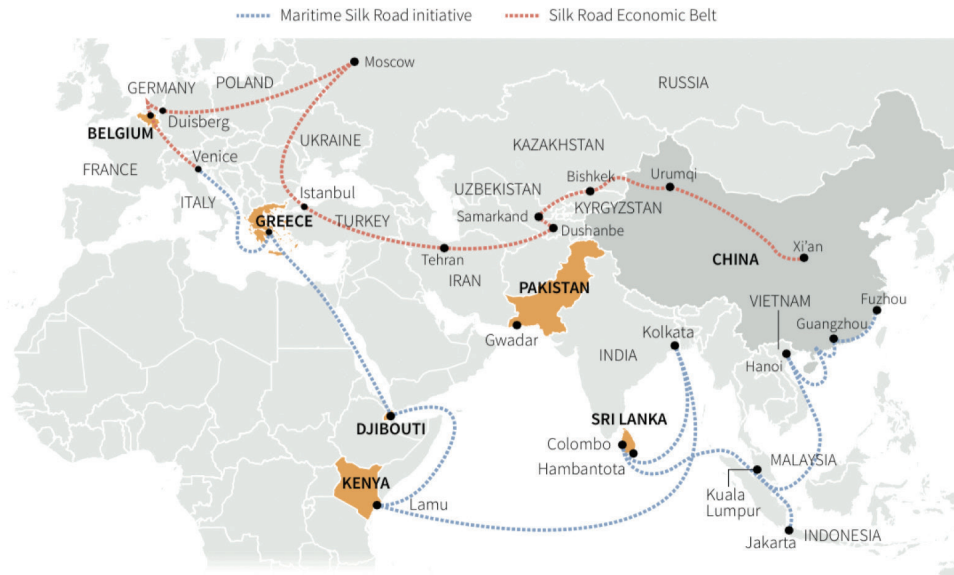 Maritime Silk Road initiative
Silk Road Economic Belt
Moscow
RUSSIA
GERMANY
POLAND
BELGIUM
Duisberg
UKRAINE
KAZAKHSTAN
FRANCE
Venice
Bishkek
Urumqi
ITALY
Istanbul
UZBEKISTAN
KYRGYZSTAN
GREECE
TURKEY
Samarkand
Dushanbe
Tehran
IRAN
CHINA
Xi'an
PAKISTAN
VIETNAM
Fuzhou
Gwadar
Kolkata
Guangzhou
INDIA
Hanoi
DJIBOUTI
SRI LANKA
Colombo
Hambantota
MALAYSIA
KENYA
Lamu
Kuala
Lumpur
Jakarta
INDONESIA